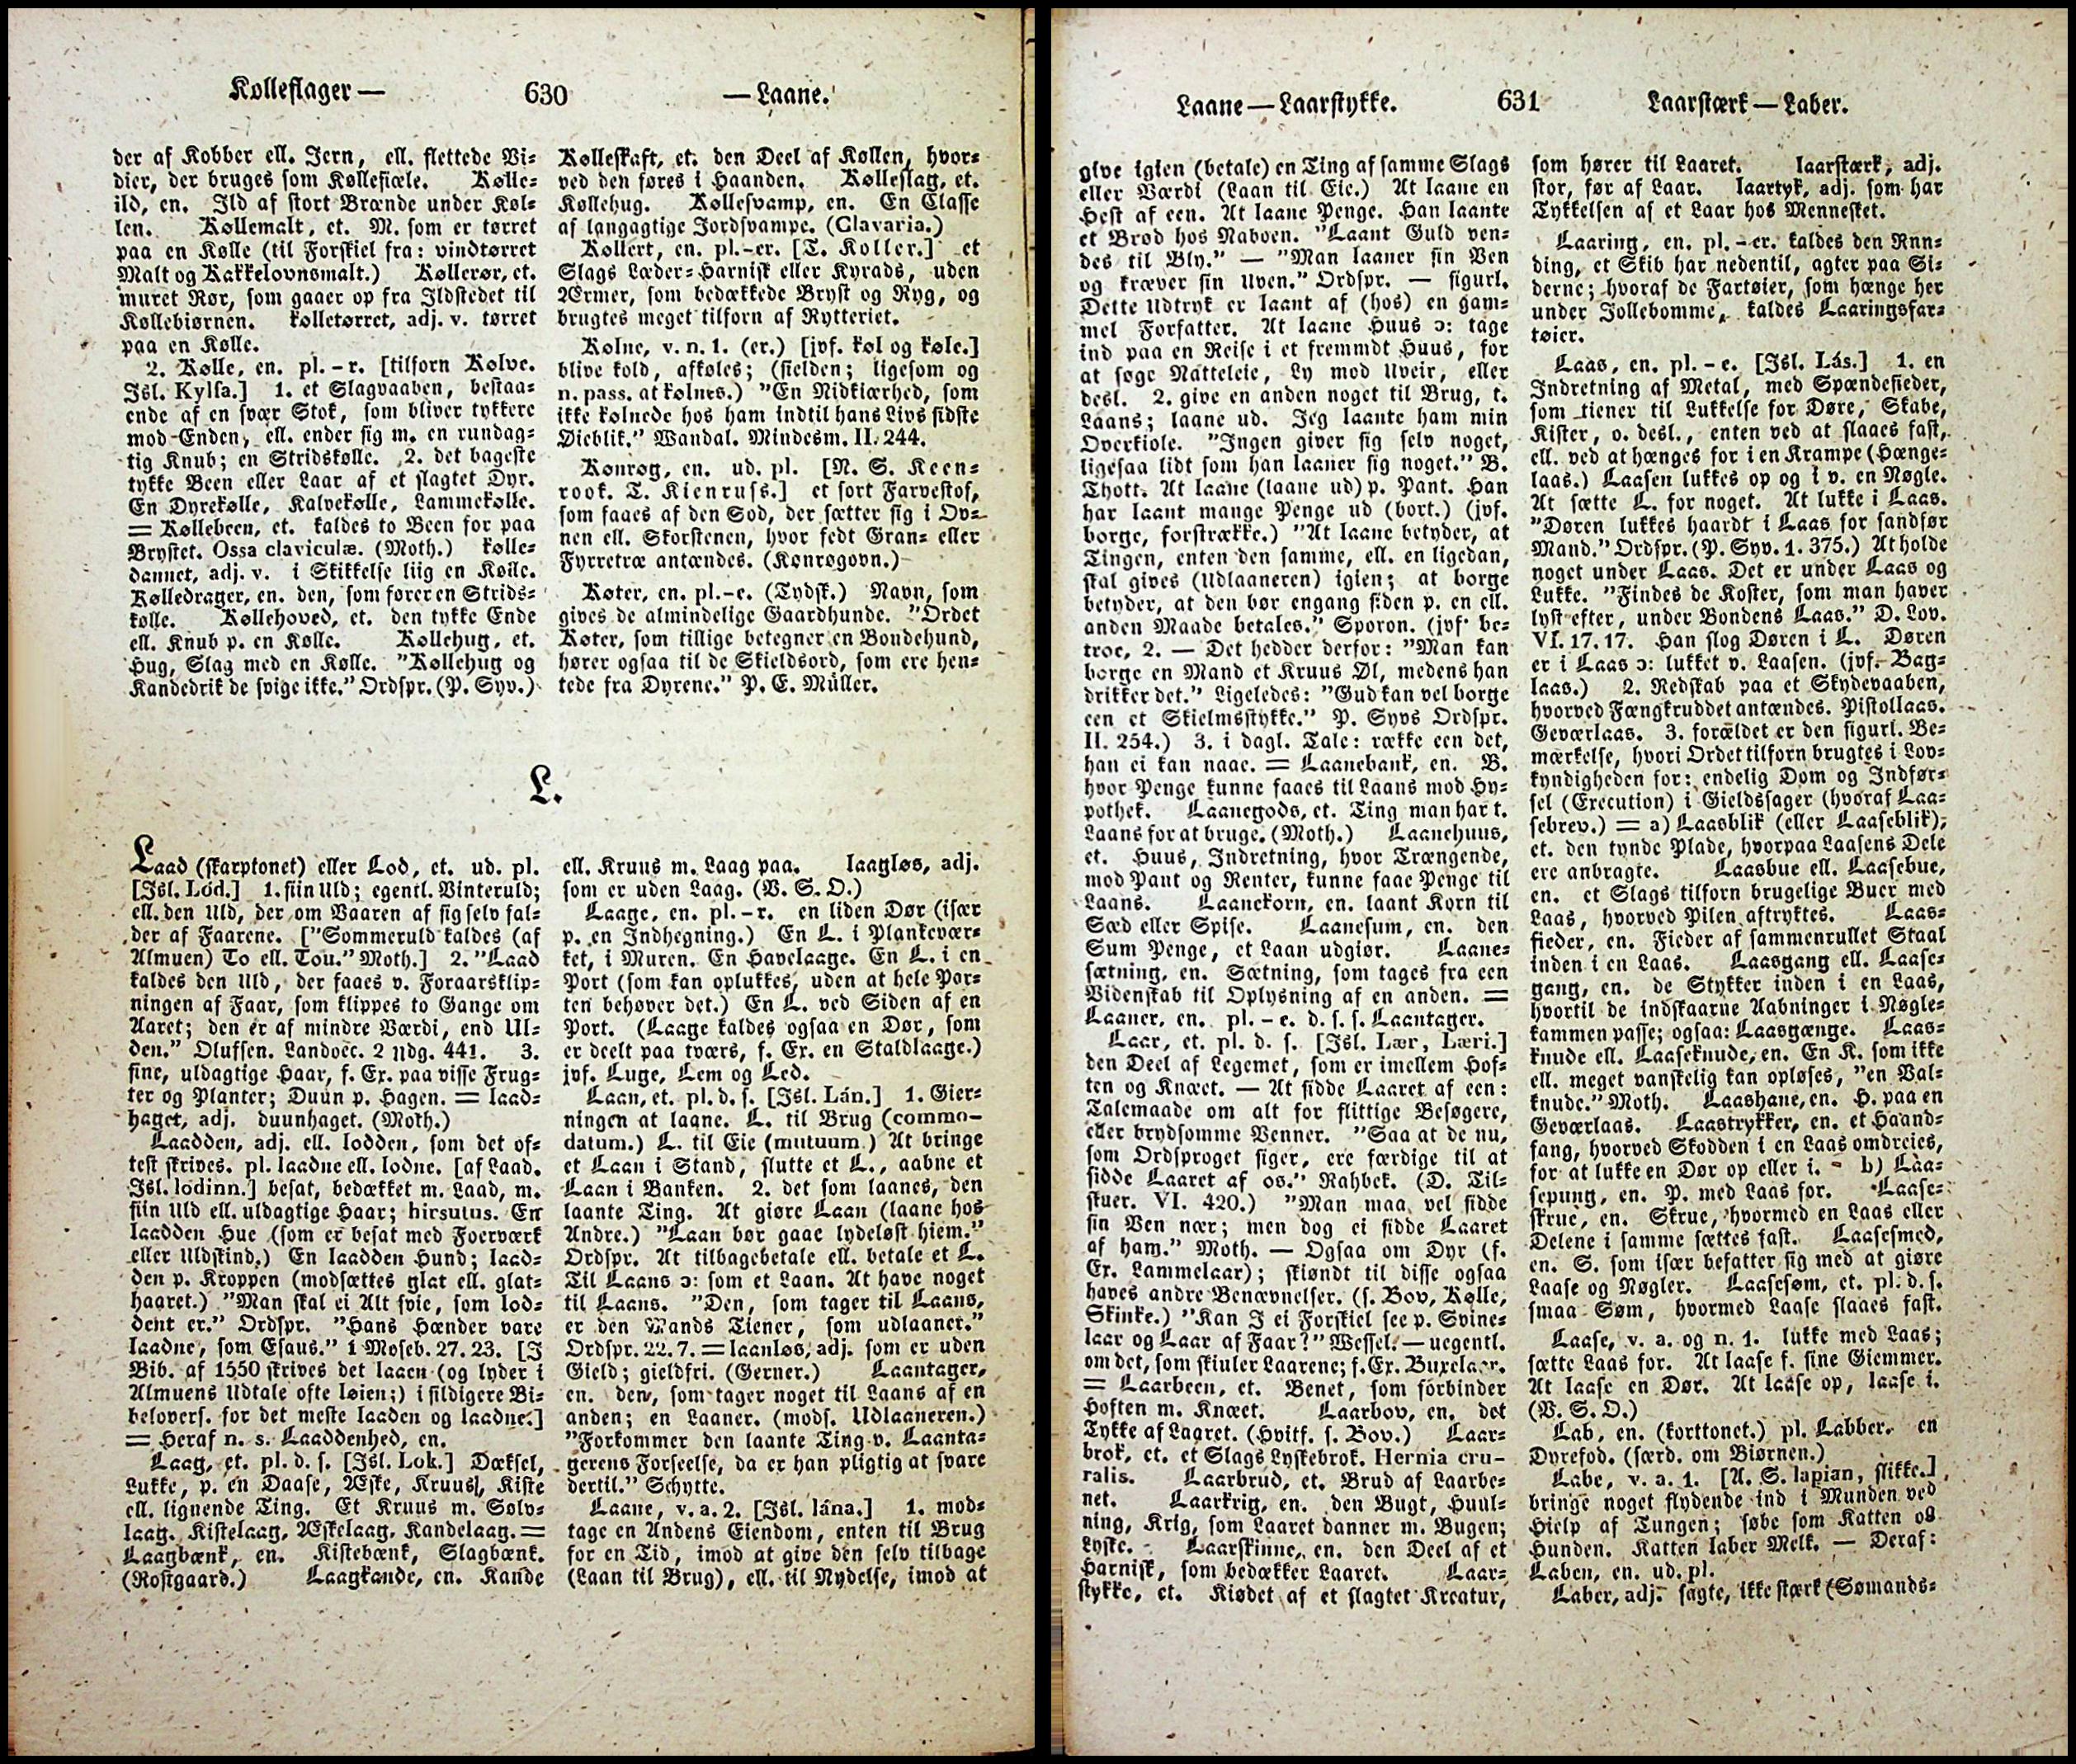 Kølleslager —
630
— Laane.
der af Kobber ell. Jern, ell. flettede Vi-
dier, der bruges som Køllefiæle. Kølle-
ild, en. Ild af stort Brænde under Køl-
len. Køllemalt, et. M. som er tørret
paa en Kølle (til Forskiel fra: vindtørret
Malt og Kakkelovnsmalt.) Køllerør, et.
muret Rør, som gaaer op fra Ildstedet til
Køllebiørnen. kølletørret, adj. v. tørret
paa en Kølle.
2. Kølle, en. pl. - r. [tilforn Kølve.
Isl. Kylfa.] 1. et Slagvaaben, bestaa-
ende af en svær Stok, som bliver tykkere
mod Enden, ell. ender sig m. en rundag-
tig Knub; en Stridskølle. 2. det bageste
tykke Been eller Laar af et slagtet Dyr.
En Dyrekølle, Kalvekølle, Lammekølle.
= Køllebeen, et. kaldes to Been for paa
Brystet. Ossa claviculæ. (Moth.) kølle-
dannet, adj. v. i Skikkelse liig en Kølle.
Kølledrager, en. den, som fører en Strids-
kølle. Køllehoved, et. den tykke Ende
ell. Knub p. en Kølle. Køllehug, et.
Hug, Slag med en Kølle. "Køllehug og
Kandedrik de svige ikke." Ordspr. (P. Syv.)
Kølleskaft, et. den Deel af Køllen, hvor-
ved den føres i Haanden. Kølleslag, et.
Køllehug. Køllesvamp, en. En Classe
af langagtige Jordsvampe. (Clavaria.)
Køllert, en. pl.-er. [T. Koller.] et
Slags Læder-Harnisk eller Kyrads, uden
Ærmer, som bedækkede Bryst og Ryg, og
brugtes meget tilforn af Rytteriet.
Kølne, v. n. 1. (er.) [jvf. køl og køle.]
blive kold, afkøles; (sielden; ligesom og
n. pass. at kølnes.) "En Nidkiærhed, som
ikke kølnede hos ham indtil hans Livs sidste
Øieblik." Wandal. Mindesm. II. 244.
Kønrøg, en. ud. pl. [N. S. Keen-
rook. T. Kienruss.] et sort Farvestof,
som faaes af den Sod, der sætter sig i Ov-
nen ell. Skorstenen, hvor fedt Gran- eller
Fyrretræ antændes. (Kønrøgovn.)
Køter, en. pl.-e. (Tydsk.) Navn, som
gives de almindelige Gaardhunde. "Ordet
Køter, som tillige betegner en Bondehund,
hører ogsaa til de Skieldsord, som ere hen-
tede fra Dyrene." P. E. Müller.
L.
Laad (skarptonet) eller Lod, et. ud. pl.
[Isl. Lód.] 1. fiin Uld; egentl. Vinteruld;
ell. den Uld, der om Vaaren af sig selv fal-
der af Faarene. ["Sommeruld kaldes (af
Almuen) To ell. Tou." Moth.] 2. "Laad
kaldes den Uld, der faaes v. Foraarsklip-
ningen af Faar, som klippes to Gange om
Aaret; den er af mindre Værdi, end Ul-
den." Olufsen. Landoec. 2 Udg. 441. 3.
fine, uldagtige Haar, f. Ex. paa visse Frug-
ter og Planter; Duun p. Hagen. = laad-
haget, adj. duunhaget. (Moth.)
Laadden, adj. ell. lodden, som det of-
test skrives. pl. laadne ell. lodne. [af Laad.
Isl. lodinn.] besat, bedækket m. Laad, m.
fiin Uld ell. uldagtige Haar; hirsutus. En
laadden Hue (som er besat med Foerværk
eller Uldskind.) En laadden Hund; laad-
den p. Kroppen (modsættes glat ell. glat-
haaret.) "Man skal ei Alt svie, som lod-
dent er." Ordspr. "Hans Hænder vare
laadne, som Esaus." 1 Moseb. 27. 23. [I
Bib. af 1550 skrives det laaen (og lyder i
Almuens Udtale ofte løien;) i sildigere Bi-
belovers. for det meste laaden og laadne.]
= Heraf n. s. Laaddenhed, en.
Laag, et. pl. d. s. [Isl. Lok.] Dæksel,
Lukke, p. en Daase, Æske, Kruus, Kiste
ell. lignende Ting. Et Kruus m. Sølv-
laag. Kistelaag, Æskelaag, Kandelaag. =
Laagbænk, en. Kistebænk, Slagbænk.
(Rostgaard.) Laagkande, en. Kande
ell. Kruus m. Laag paa. laagløs, adj.
som er uden Laag. (V. S. O.)
Laage, en. pl. - r. en liden Dør (især
p. en Indhegning.) En L. i Plankevær-
ket, i Muren. En Havelaage. En L. i en
Port (som kan oplukkes, uden at hele Por-
ten behøver det.) En L. ved Siden af en
Port. (Laage kaldes ogsaa en Dør, som
er deelt paa tværs, f. Ex. en Staldlaage.)
jvf. Luge, Lem og Led.
Laan, et. pl. d. s. [Isl. Lán.] 1. Gier-
ningen at laane. L. til Brug (commo-
datum.) L. til Eie (mutuum.) At bringe
et Laan i Stand, slutte et L., aabne et
Laan i Banken. 2. det som laanes, den
laante Ting. At giøre Laan (laane hos
Andre.) "Laan bør gaae lydeløst hiem."
Ordspr. At tilbagebetale ell. betale et L.
Til Laans ɔ: som et Laan. At have noget
til Laans. "Den, som tager til Laans,
er den Mands Tiener, som udlaaner."
Ordspr. 22. 7. = laanløs, adj. som er uden
Gield; gieldfri. (Gerner.) Laantager,
en. den, som tager noget til Laans af en
anden; en Laaner. (mods. Udlaaneren.)
"Forkommer den laante Ting v. Laanta-
gerens Forseelse, da er han pligtig at svare
dertil." Schytte.
Laane, v. a. 2. [Isl. lána.] 1. mod-
tage en Andens Eiendom, enten til Brug
for en Tid, imod at give den selv tilbage
(Laan til Brug), ell. til Nydelse, imod at
Laane — Laarstykke.
631
Laarstærk — Laber.
give igien (betale) en Ting af samme Slags
eller Værdi (Laan til Eie.) At laane en
Hest af een. At laane Penge. Han laante
et Brød hos Naboen. "Laant Guld ven-
des til Bly." — "Man laaner sin Ven
og kræver sin Uven." Ordspr. — figurl.
Dette Udtryk er laant af (hos) en gam-
mel Forfatter. At laane Huus ɔ: tage
ind paa en Reise i et fremmdt Huus, for
at søge Natteleie, Ly mod Uveir, eller
desl. 2. give en anden noget til Brug, t.
Laans; laane ud. Jeg laante ham min
Overkiole. "Ingen giver sig selv noget,
ligesaa lidt som han laaner sig noget." B.
Thott. At laane (laane ud) p. Pant. Han
har laant mange Penge ud (bort.) (jvf.
borge, forstrække.) "At laane betyder, at
Tingen, enten den samme, ell. en ligedan,
skal gives (Udlaaneren) igien; at borge
betyder, at den bør engang siden p. en ell.
anden Maade betales." Sporon. (jvf. be-
troe, 2. — Det hedder derfor: "Man kan
borge en Mand et Kruus Øl, medens han
drikker det." Ligeledes: "Gud kan vel borge
een et Skielmsstykke." P. Syvs Ordspr.
II. 254.) 3. i dagl. Tale: række een det,
han ei kan naae. = Laanebank, en. B.
hvor Penge kunne faaes til Laans mod Hy-
pothek. Laanegods, et. Ting man har t.
Laans for at bruge. (Moth.) Laanehuus,
et. Huus, Indretning, hvor Trængende,
mod Pant og Renter, kunne faae Penge til
Laans. Laanekorn, en. laant Korn til
Sæd eller Spise. Laanesum, en. den
Sum Penge, et Laan udgiør. Laane-
sætning, en. Sætning, som tages fra een
Videnskab til Oplysning af en anden. =
Laaner, en. pl. - e. d. s. s. Laantager.
Laar, et. pl. d. s. [Isl. Lær, Læri.]
den Deel af Legemet, som er imellem Hof-
ten og Knæet. — At sidde Laaret af een:
Talemaade om alt for flittige Besøgere,
eller brydsomme Venner. "Saa at de nu,
som Ordsproget siger, ere færdige til at
sidde Laaret af os." Rahbek. (D. Til-
skuer. VI. 420.) "Man maa vel sidde
sin Ven nær; men dog ei sidde Laaret
af ham." Moth. — Ogsaa om Dyr (f.
Ex. Lammelaar); skiøndt til disse ogsaa
haves andre Benævnelser. (s. Bov, Kølle,
Skinke.) "Kan I ei Forskiel see p. Svine-
laar og Laar af Faar?" Wessel. — uegentl.
om det, som skiuler Laarene; f. Ex. Buxelaar.
= Laarbeen, et. Benet, som forbinder
Hoften m. Knæet. Laarbov, en. det
Tykke af Laaret. (Hvitf. s. Bov.) Laar-
brok, et. et Slags Lyskebrok. Hernia cru-
ralis. Laarbrud, et. Brud af Laarbe-
net. Laarkrig, en. den Bugt, Huul-
ning, Krig, som Laaret danner m. Bugen;
Lyske. Laarskinne, en. den Deel af et
Harnisk, som bedækker Laaret. Laar-
stykke, et. Kiødet af et slagtet Kreatur,
som hører til Laaret. laarstærk, adj.
stor, før af Laar. laartyk, adj. som har
Tykkelsen af et Laar hos Mennesket.
Laaring, en. pl. - er. kaldes den Run-
ding, et Skib har nedentil, agter paa Si-
derne; hvoraf de Fartøier, som hænge her
under Jollebomme, kaldes Laaringsfar-
tøier.
Laas, en. pl. - e. [Isl. Lás.] 1. en
Indretning af Metal, med Spændefieder,
som tiener til Lukkelse for Døre, Skabe,
Kister, o. desl., enten ved at slaaes fast,
ell. ved at hænges for i en Krampe (Hænge-
laas.) Laasen lukkes op og i v. en Nøgle.
At sætte L. for noget. At lukke i Laas.
"Døren lukkes haardt i Laas for sandfør
Mand." Ordspr. (P. Syv. 1. 375.) At holde
noget under Laas. Det er under Laas og
Lukke. "Findes de Koster, som man haver
lyst efter, under Bondens Laas." D. Lov.
VI. 17. 17. Han slog Døren i L. Døren
er i Laas ɔ: lukket v. Laasen. (jvf. Bag-
laas.) 2. Redskab paa et Skydevaaben,
hvorved Fængkruddet antændes. Pistollaas.
Geværlaas. 3. forældet er den figurl. Be-
mærkelse, hvori Ordet tilforn brugtes i Lov-
kyndigheden for: endelig Dom og Indfør-
sel (Execution) i Gieldssager (hvoraf Laa-
sebrev.) = a) Laasblik (eller Laaseblik),
et. den tynde Plade, hvorpaa Laasens Dele
ere anbragte. Laasbue ell. Laasebue,
en. et Slags tilforn brugelige Buer med
Laas, hvorved Pilen aftryktes. Laas-
fieder, en. Fieder af sammenrullet Staal
inden i en Laas. Laasgang ell. Laase-
gang, en. de Stykker inden i en Laas,
hvortil de indskaarne Aabninger i Nøgle-
kammen passe; ogsaa: Laasgænge. Laas-
knude ell. Laaseknude, en. En K. som ikke
ell. meget vanskelig kan opløses, "en Val-
knude." Moth. Laashane, en. H. paa en
Geværlaas. Laastrykker, en. et Haand-
fang, hvorved Skodden i en Laas omdreies,
for at lukke en Dør op eller i. - b) Laa-
sepung, en. P. med Laas for. Laase-
skrue, en. Skrue, hvormed en Laas eller
Delene i samme sættes fast. Laasesmed,
en. S. som især befatter sig med at giøre
Laase og Nøgler. Laasesøm, et. pl. d. s.
smaa Søm, hvormed Laase slaaes fast.
Laase, v. a. og n. 1. lukke med Laas;
sætte Laas for. At laase f. sine Giemmer.
At laase en Dør. At laase op, laase i.
(V. S. O.)
Lab, en. (korttonet.) pl. Labber. en
Dyrefod. (færd. om Biørnen.)
Labe, v. a. 1. [A. S. lapian, slikke.]
bringe noget flydende ind i Munden ved
Hielp af Tungen; søbe som Katten og
Hunden. Katten laber Melk. — Deraf:
Laben, en. ud. pl.
Laber, adj. sagte, ikke stærk (Sømands-